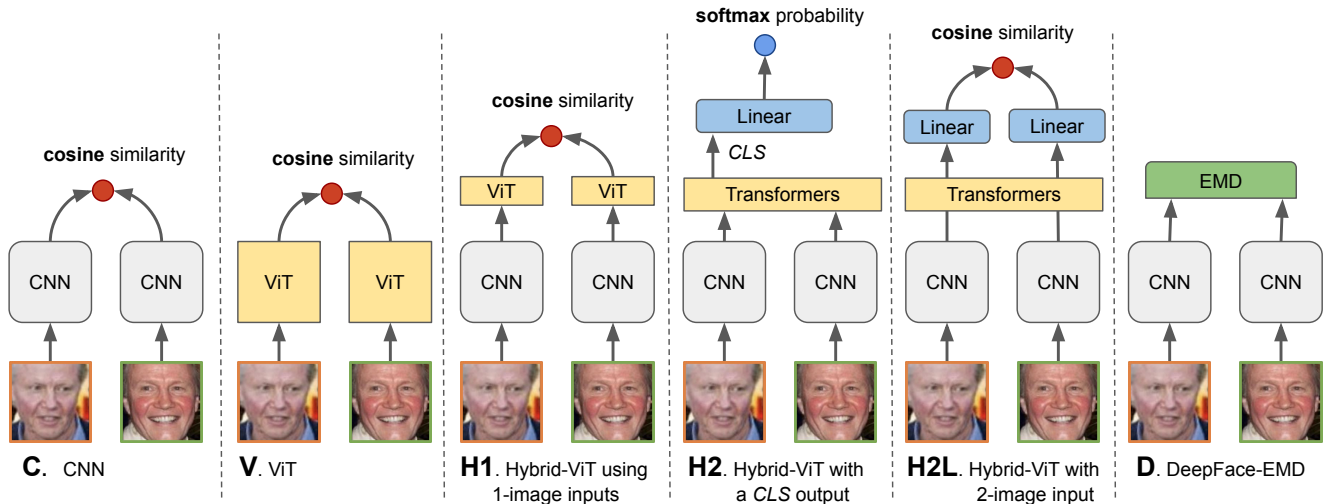 cosine similarity
CNN
CNN
C. CNN
cosine similarity
ViT
ViT
V. ViT
cosine similarity
ViT
ViT
CNN
CNN
H1. Hybrid-ViT using
1-image inputs
softmax probability
Linear
CLS
Transformers
CNN
CNN
H2. Hybrid-ViT with
a CLS output
cosine similarity
Linear
Linear
Transformers
CNN
CNN
H2L. Hybrid-ViT with
2-image input
EMD
CNN
CNN
D. DeepFace-EMD